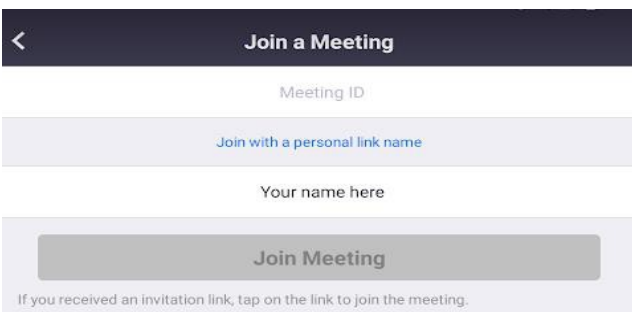 Join a Meeting
Meeting ID
Join with a personal link name
Your name here
Join Meeting
If you received an invitation link, tap on the link to join the meeting.